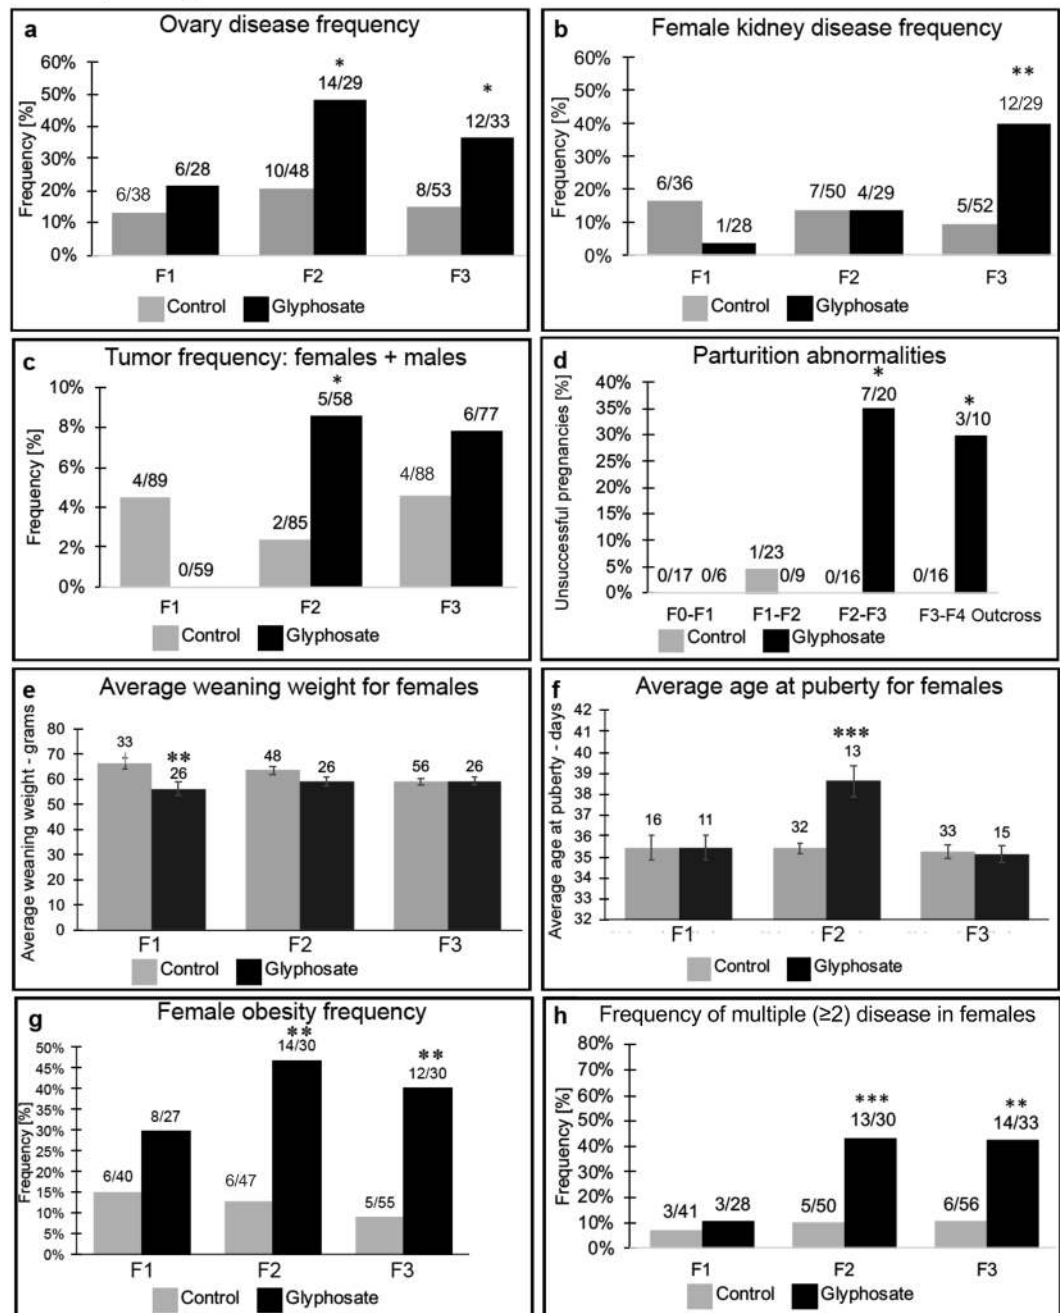 a
Ovary disease frequency
Frequency [%]
60%
50%
40%
30%
20%
10%
0%
6/38
6/28
10/48
*
14/29
8/53
*
12/33
F1
F2
F3
Control
Glyphosate
b
Female kidney disease frequency
Frequency [%]
60%
50%
40%
30%
20%
10%
0%
6/36
1/28
7/50
4/29
5/52
**
12/29
F1
F2
F3
Control
Glyphosate
c
Tumor frequency: females + males
Frequency [%]
10%
8%
6%
4%
2%
0%
4/89
0/59
2/85
*
5/58
4/88
6/77
F1
F2
F3
Control
Glyphosate
d
Parturition abnormalities
Unsuccessful pregnancies [%]
40%
35%
30%
25%
20%
15%
10%
5%
0%
0/17
0/6
1/23
0/9
0/16
*
7/20
0/16
*
3/10
F0-F1
F1-F2
F2-F3
F3-F4 Outcross
Control
Glyphosate
e
Average weaning weight for females
Average weaning weight - grams
80
70
60
50
40
30
20
10
0
33
**
26
48
26
56
26
F1
F2
F3
Control
Glyphosate
f
Average age at puberty for females
Average age at puberty - days
42
41
40
39
38
37
36
35
34
33
32
16
11
32
***
13
33
15
F1
F2
F3
Control
Glyphosate
g
Female obesity frequency
Frequency [%]
50%
45%
40%
35%
30%
25%
20%
15%
10%
5%
0%
6/40
8/27
6/47
**
14/30
5/55
**
12/30
F1
F2
F3
Control
Glyphosate
h
Frequency of multiple (≥2) disease in females
Frequency [%]
80%
70%
60%
50%
40%
30%
20%
10%
0%
3/41
3/28
5/50
***
13/30
6/56
**
14/33
F1
F2
F3
Control
Glyphosate